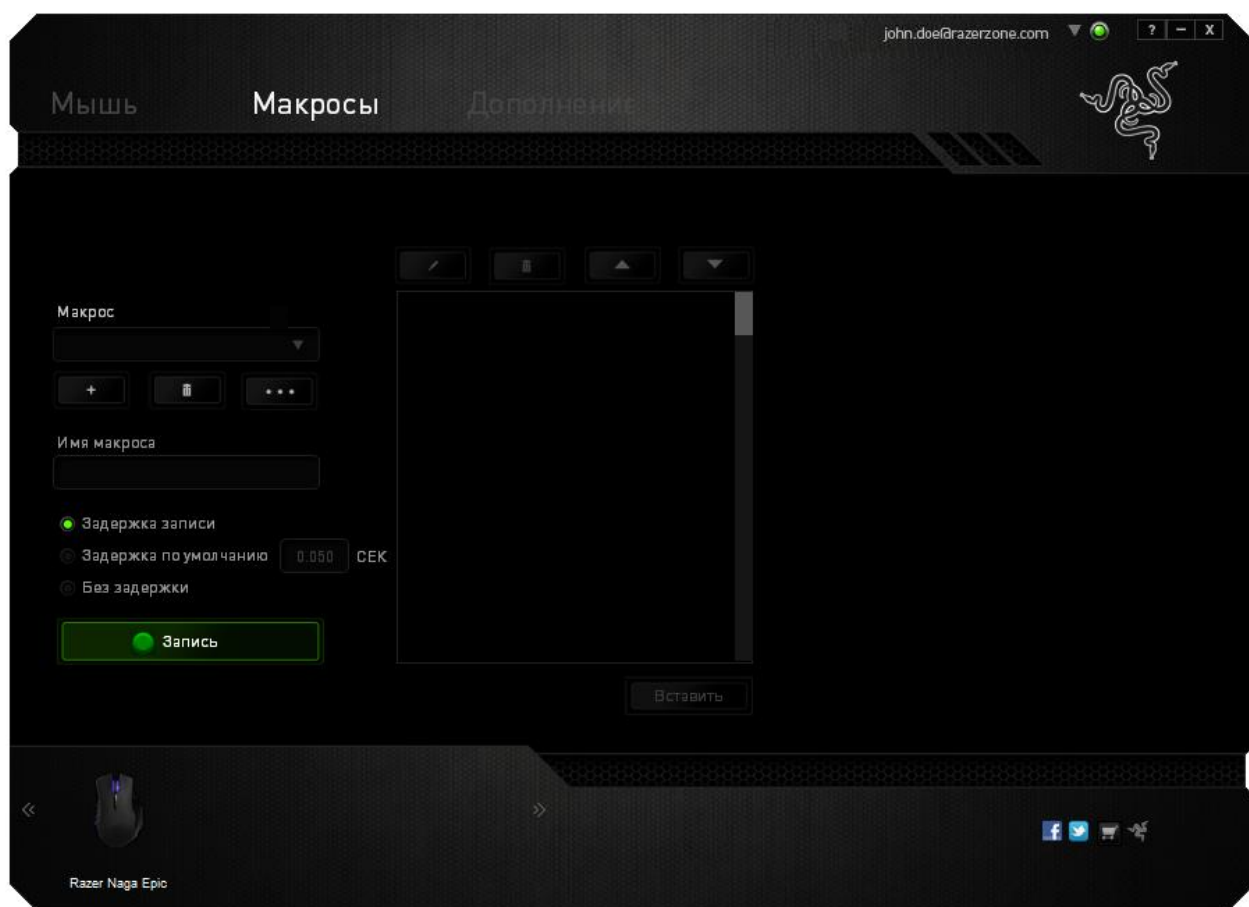 john.doe@razerzone.com
? – X
Мышь Макросы Дополнение
Макрос
Имя макроса
Задержка записи
Задержка по умолчанию 0.050 СЕК
Без задержки
Запись
Вставить
Razer Naga Epic